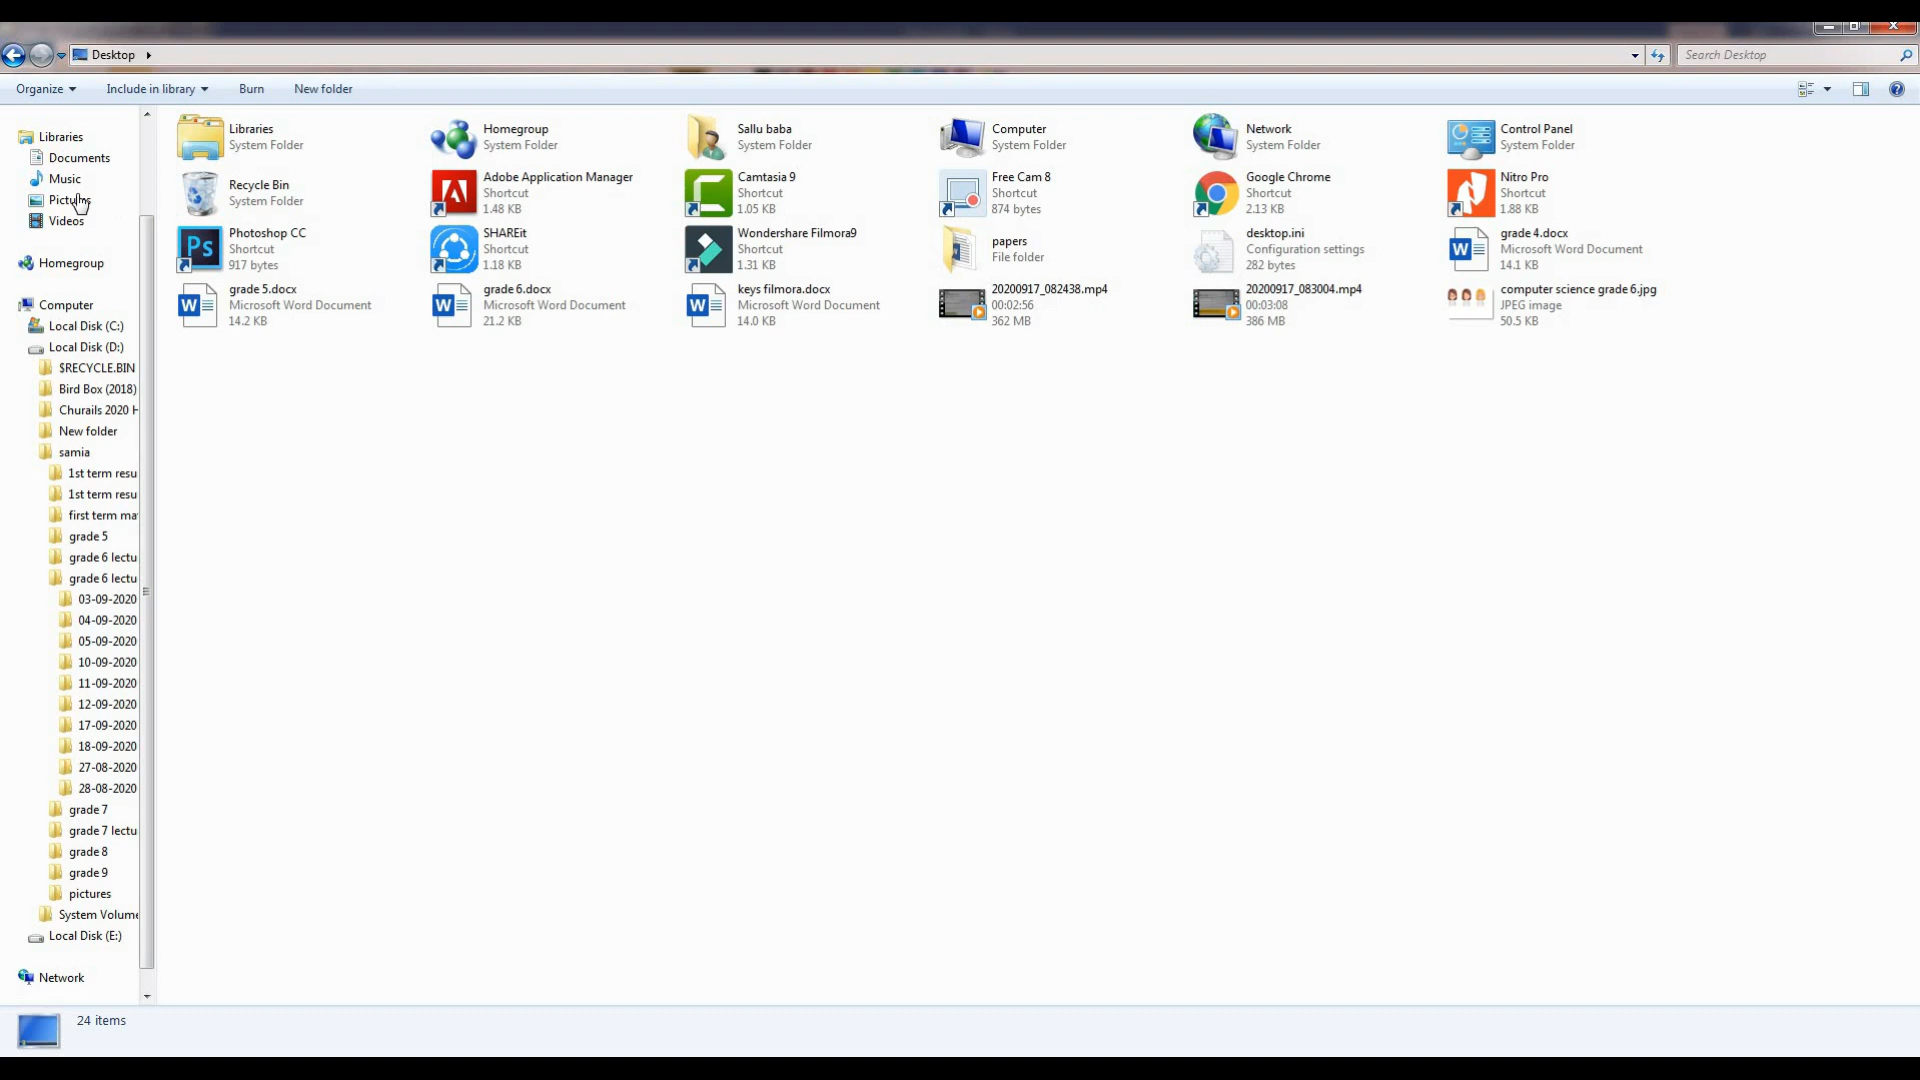 Desktop
Search Desktop
Organize
Include in library
Burn
New folder
Libraries
Documents
Music
Pictures
Videos
Homegroup
Computer
Local Disk (C:)
Local Disk (D:)
$RECYCLE.BIN
Bird Box (2018)
Churails 2020 H
New folder
samia
1st term resu
1st term resu
first term ma
grade 5
grade 6 lectu
grade 6 lectu
03-09-2020
04-09-2020
05-09-2020
10-09-2020
11-09-2020
12-09-2020
17-09-2020
18-09-2020
27-08-2020
28-08-2020
grade 7
grade 7 lectu
grade 8
grade 9
pictures
System Volume
Local Disk (E:)
Network
Libraries
System Folder
Homegroup
System Folder
Sallu baba
System Folder
Computer
System Folder
Network
System Folder
Control Panel
System Folder
Recycle Bin
System Folder
Adobe Application Manager
Shortcut
1.48 KB
Camtasia 9
Shortcut
1.05 KB
Free Cam 8
Shortcut
874 bytes
Google Chrome
Shortcut
2.13 KB
Nitro Pro
Shortcut
1.88 KB
Ps
Photoshop CC
Shortcut
917 bytes
SHAREit
Shortcut
1.18 KB
Wondershare Filmora9
Shortcut
1.31 KB
papers
File folder
desktop.ini
Configuration settings
282 bytes
W
grade 4.docx
Microsoft Word Document
14.1 KB
W
grade 5.docx
Microsoft Word Document
14.2 KB
W
grade 6.docx
Microsoft Word Document
21.2 KB
W
keys filmora.docx
Microsoft Word Document
14.0 KB
20200917_082438.mp4
00:02:56
362 MB
20200917_083004.mp4
00:03:08
386 MB
computer science grade 6.jpg
JPEG image
50.5 KB
24 items